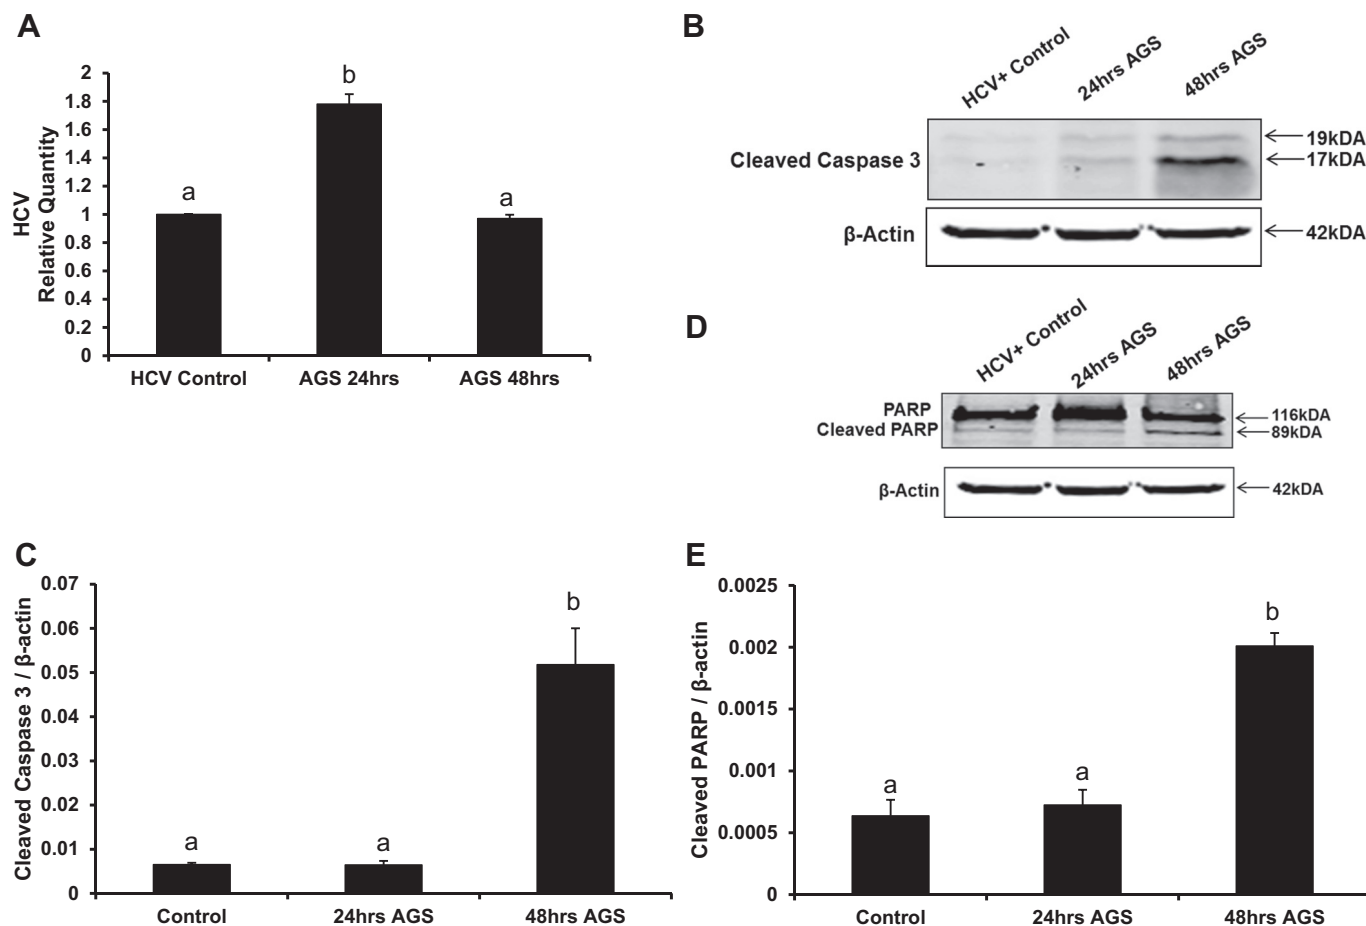 A
2
1.8
1.6
1.4
1.2
1
0.8
0.6
0.4
0.2
0
HCV
Relative Quantity
a
b
a
HCV Control
AGS 24hrs
AGS 48hrs
B
HCV+ Control
24hrs AGS
48hrs AGS
Cleaved Caspase 3
19kDA
17kDA
β-Actin
42kDA
D
HCV+ Control
24hrs AGS
48hrs AGS
PARP
116kDA
Cleaved PARP
89kDA
β-Actin
42kDA
C
0.07
0.06
0.05
0.04
0.03
0.02
0.01
0
Cleaved Caspase 3 / β-actin
a
a
b
Control
24hrs AGS
48hrs AGS
E
0.0025
0.002
0.0015
0.001
0.0005
0
Cleaved PARP / β-actin
a
a
b
Control
24hrs AGS
48hrs AGS